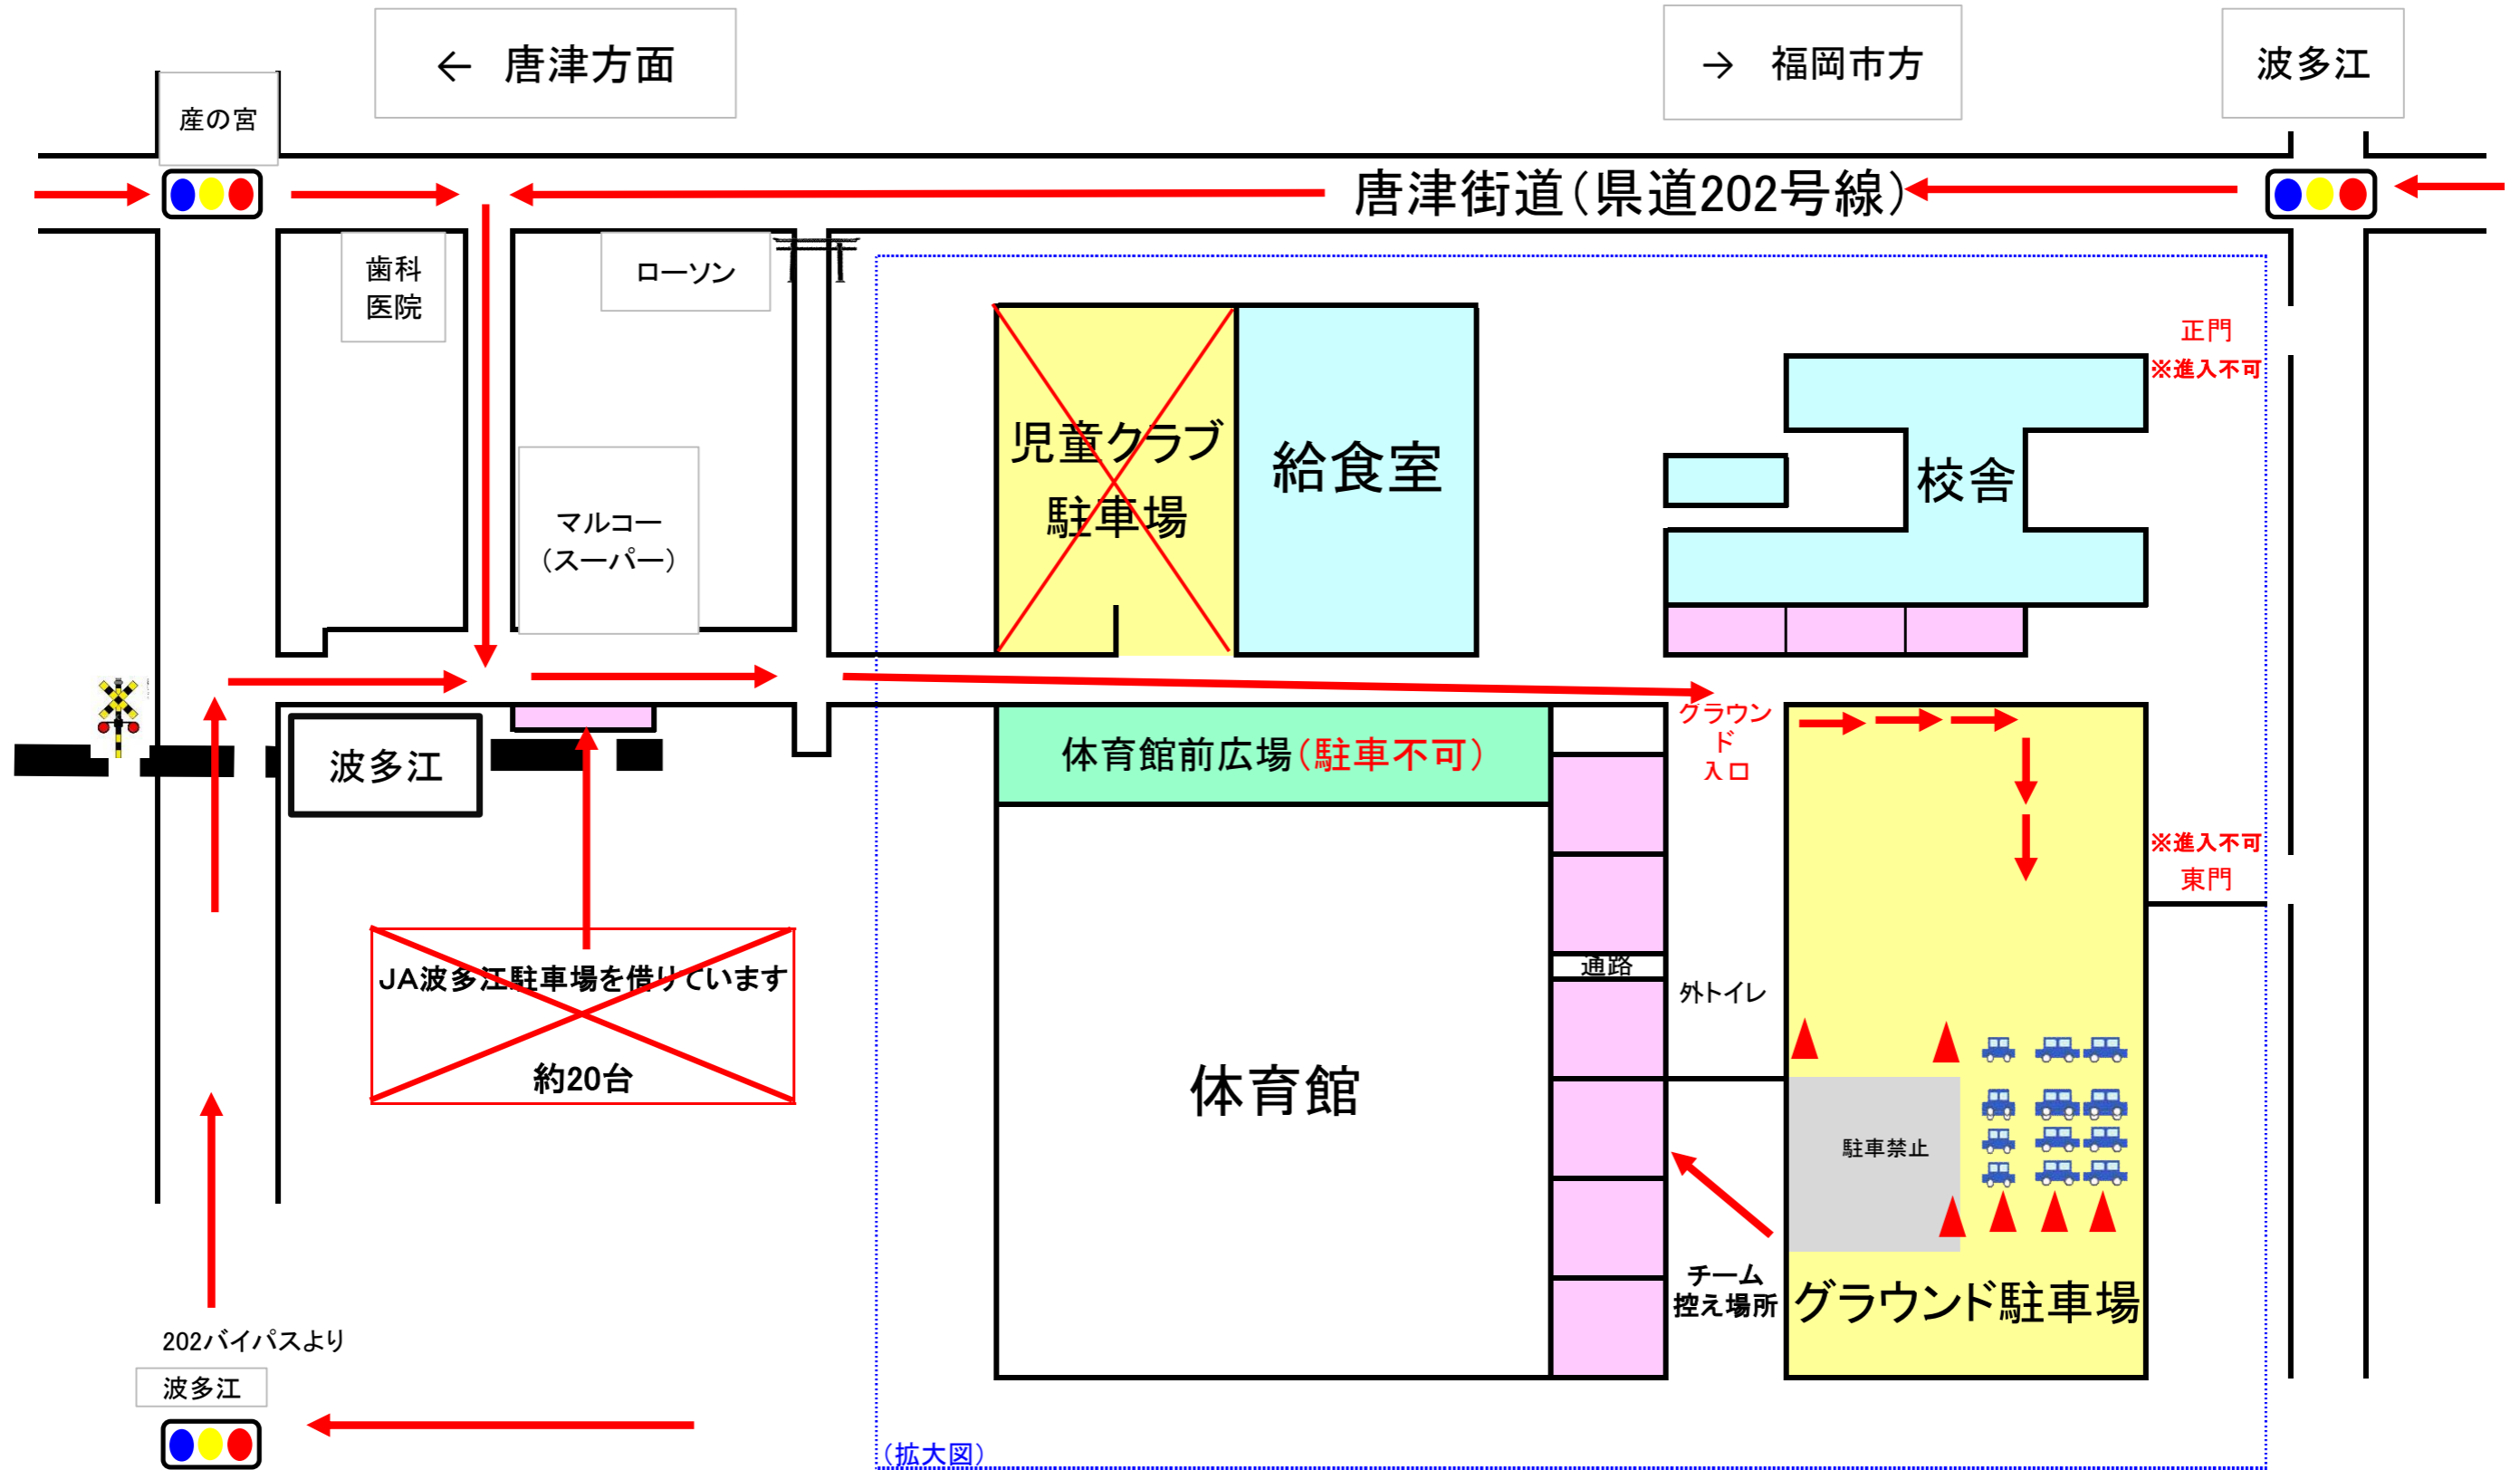 ← 唐津方面
→ 福岡市方
波多江
産の宮
唐津街道（県道202号線）
歯科
医院
ローソン
正門
※進入不可
児童クラブ
駐車場
給食室
校舎
マルコー
（スーパー）
グラウン
ド
入口
体育館前広場（駐車不可）
波多江
※進入不可
東門
JA波多江駐車場を借りています
約20台
通路
外トイレ
体育館
駐車禁止
チーム
控え場所
グラウンド駐車場
202バイパスより
波多江
（拡大図）